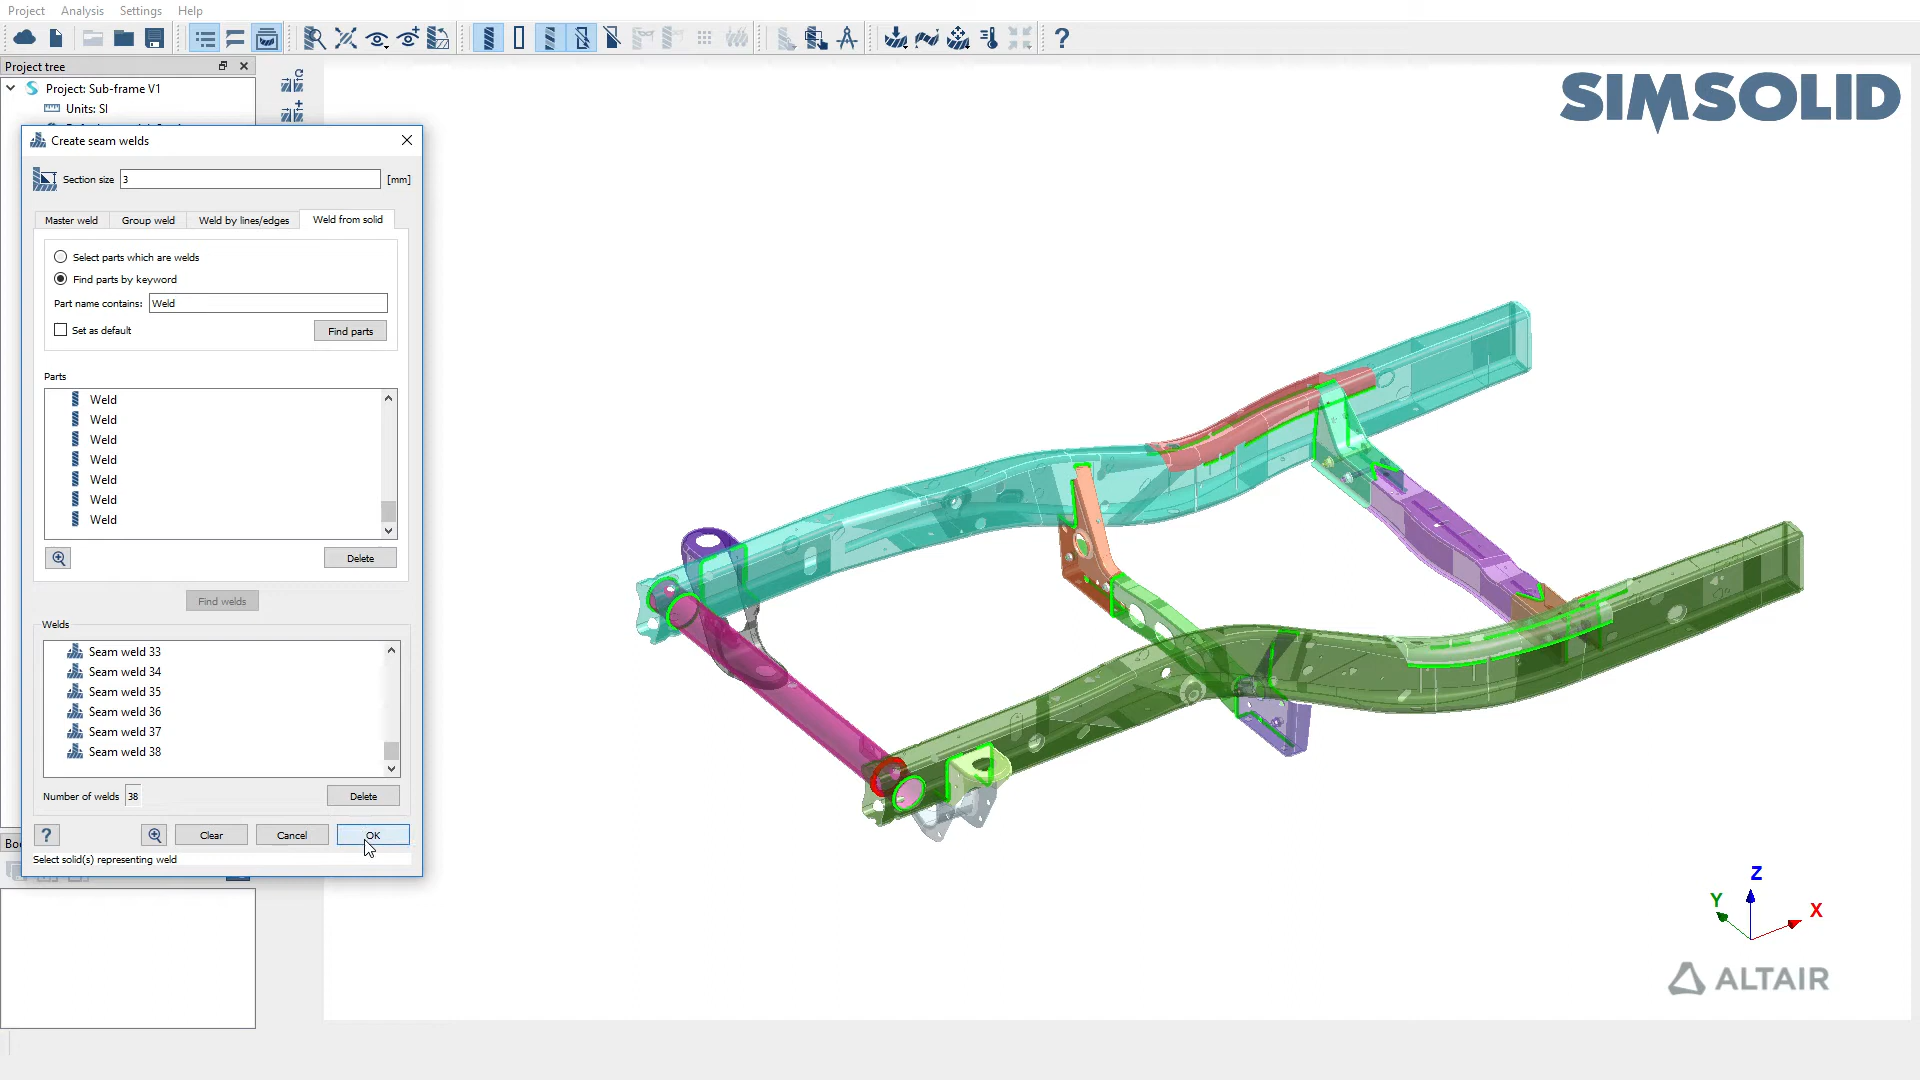 Project Analysis Settings Help
Project tree
Project: Sub-frame V1
Units: SI
SIMSOLID
Create seam welds
Section size 3 [mm]
Master weld Group weld Weld by lines/edges Weld from solid
Select parts which are welds
Find parts by keyword
Part name contains: Weld
Set as default Find parts
Parts
Weld
Weld
Weld
Weld
Weld
Weld
Weld
Delete
Find welds
Welds
Seam weld 33
Seam weld 34
Seam weld 35
Seam weld 36
Seam weld 37
Seam weld 38
Number of welds 38 Delete
? Clear Cancel OK
Select solid(s) representing weld
Z
Y
X
ALTAIR